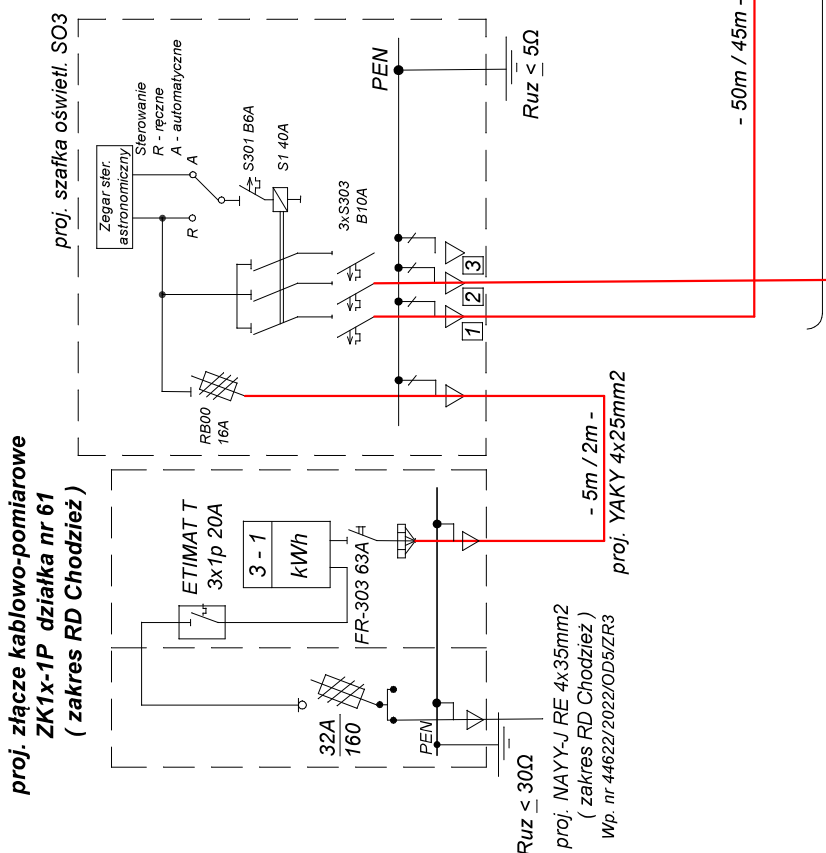 proj. szafka oświetl. SO3
Zegar ster.
astronomiczny
Sterowanie
R - ręczne
A - automatyczne
A
R
S301 B6A
S1 40A
3xS303
B10A
PEN
Ruz < 5Ω
- 50m / 45m -
1
2
3
RB00
16A
proj. złącze kablowo-pomiarowe
ZK1x-1P działka nr 61
( zakres RD Chodzież )
ETIMAT T
3x1p 20A
3 - 1
kWh
FR-303 63A
- 5m / 2m -
proj. YAKY 4x25mm2
32A
160
PEN
Ruz < 30Ω
proj. NAYY-J RE 4x35mm2
( zakres RD Chodzież )
Wp. nr 44622/2022/OD5/ZR3